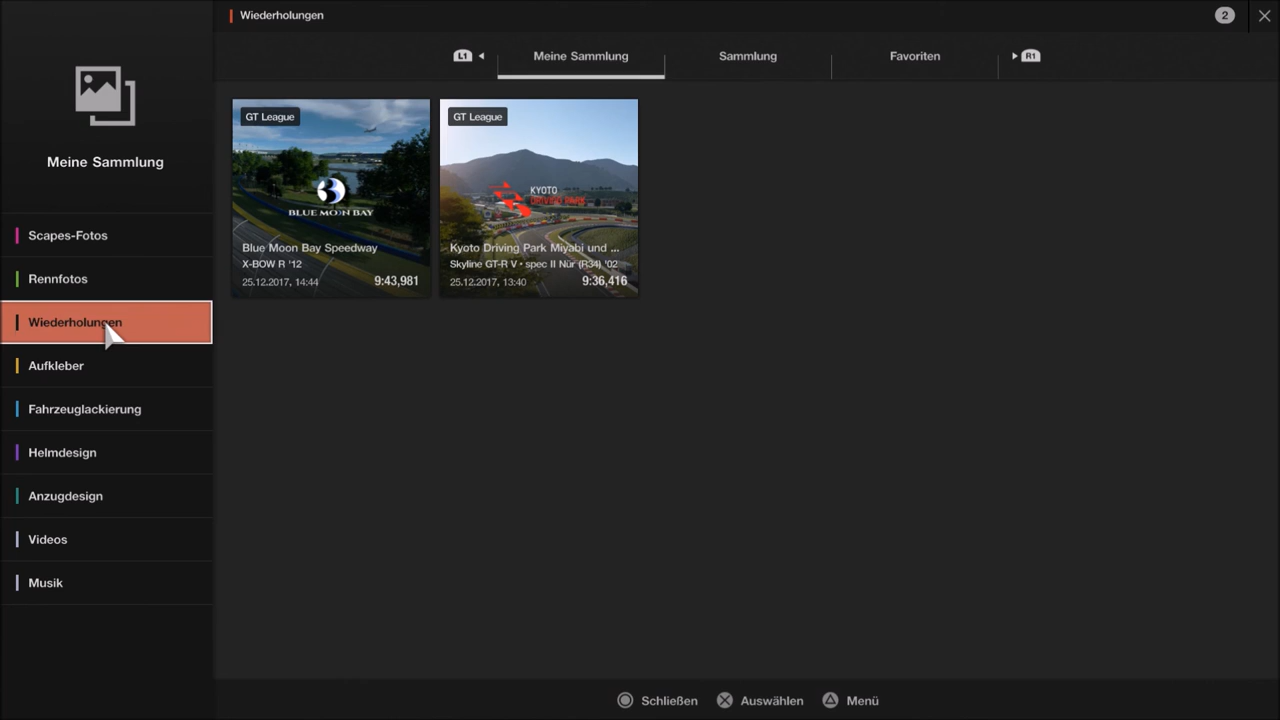 Meine Sammlung
Scapes-Fotos
Rennfotos
Wiederholungen
Aufkleber
Fahrzeuglackierung
Helmdesign
Anzugdesign
Videos
Musik
Wiederholungen
2
L1
Meine Sammlung
Sammlung
Favoriten
R1
GT League
BLUE MOON BAY
Blue Moon Bay Speedway
X-BOW R '12
25.12.2017, 14:44
9:43,981
GT League
KYOTO
DRIVING PARK
Kyoto Driving Park Miyabi und ...
Skyline GT-R V • spec II Nür (R34) '02
25.12.2017, 13:40
9:36,416
Schließen
Auswählen
Menü